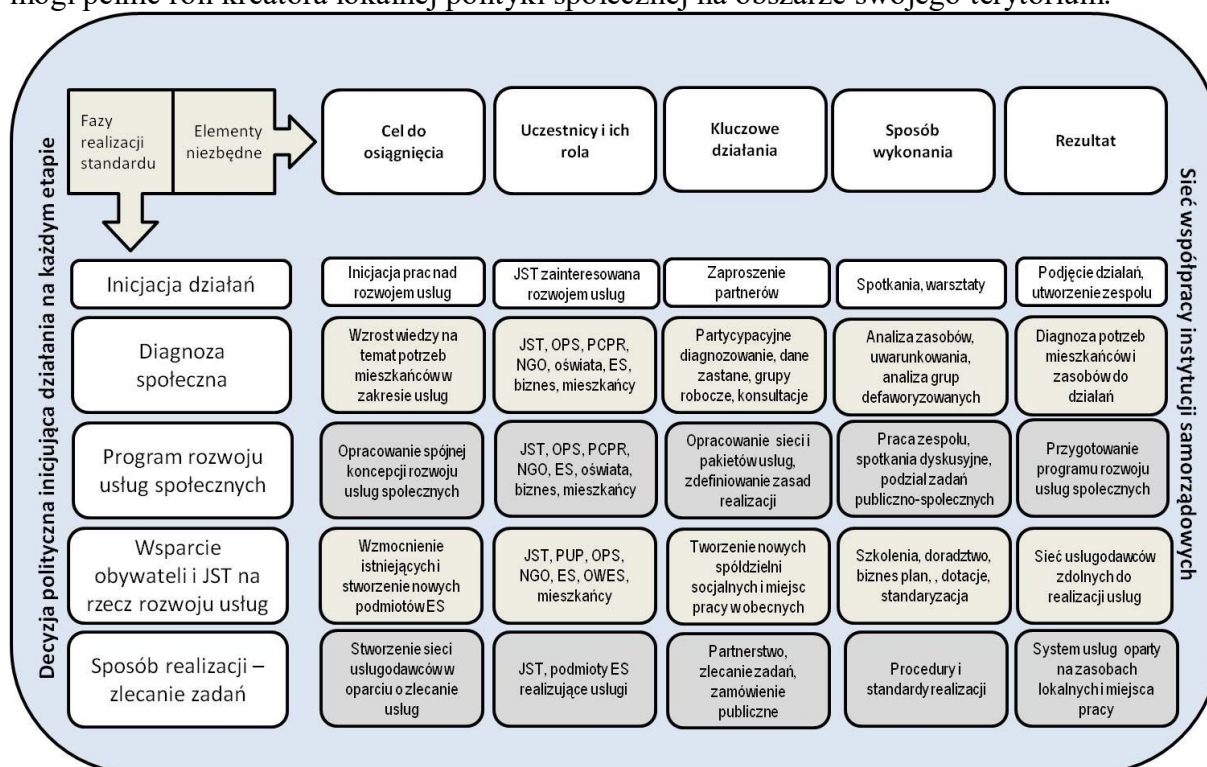 mogł pełnić roli kreatora lokalnej polityki społecznej na obszarze swojego terytorium.
Decyzja polityczna inicjująca działania na każdym etapie
Fazy
realizacji
standardu
Elementy
niezbędne
Cel do
osiągnięcia
Uczestnicy i ich
rola
Kluczowe
działania
Sposób
wykonania
Rezultat
Inicjacja działań
Inicjacja prac nad
rozwojem usług
JST zainteresowana
rozwojem usług
Zaproszenie
partnerów
Spotkania, warsztaty
Podjęcie działań,
utworzenie zespołu
Diagnoza
społeczna
Wzrost wiedzy na
temat potrzeb
mieszkańców w
zakresie usług
JST, OPS, PCPR,
NGO, oświata, ES,
biznes, mieszkańcy
Partycypacyjne
diagnozowanie, dane
zastane, grupy
robocze, konsultacje
Analiza zasobów,
uwarunkowania,
analiza grup
defaworyzowanych
Diagnoza potrzeb
mieszkańców i
zasobów do
działań
Program rozwoju
usług społecznych
Opracowanie spójnej
koncepcji rozwoju
usług społecznych
JST, OPS, PCPR,
NGO, ES, oświata,
biznes, mieszkańcy
Opracowanie sieci i
pakietów usług,
zdefiniowanie zasad
realizacji
Praca zespołu,
spotkania dyskusyjne,
podział zadań
publiczno-społecznych
Przygotowanie
programu rozwoju
usług społecznych
Wsparcie
obywateli i JST na
rzecz rozwoju usług
Wzmocnienie
istniejących i
stworzenie nowych
podmiotów ES
JST, PUP, OPS,
NGO, ES, OWES,
mieszkańcy
Tworzenie nowych
spółdzielni
socjalnych i miejsc
pracy w obecnych
Szkolenia, doradztwo,
biznes plan, , dotacje,
standaryzacja
Sieć usługodawców
zdolnych do
realizacji usług
Sposób realizacji –
zlecanie zadań
Stworzenie sieci
usługodawców w
oparciu o zlecanie
usług
JST, podmioty ES
realizujące usługi
Partnerstwo,
zlecanie zadań,
zamówienie
publiczne
Procedury i
standardy realizacji
System usług oparty
na zasobach
lokalnych i miejsca
pracy
Sieć współpracy instytucji samorządowych